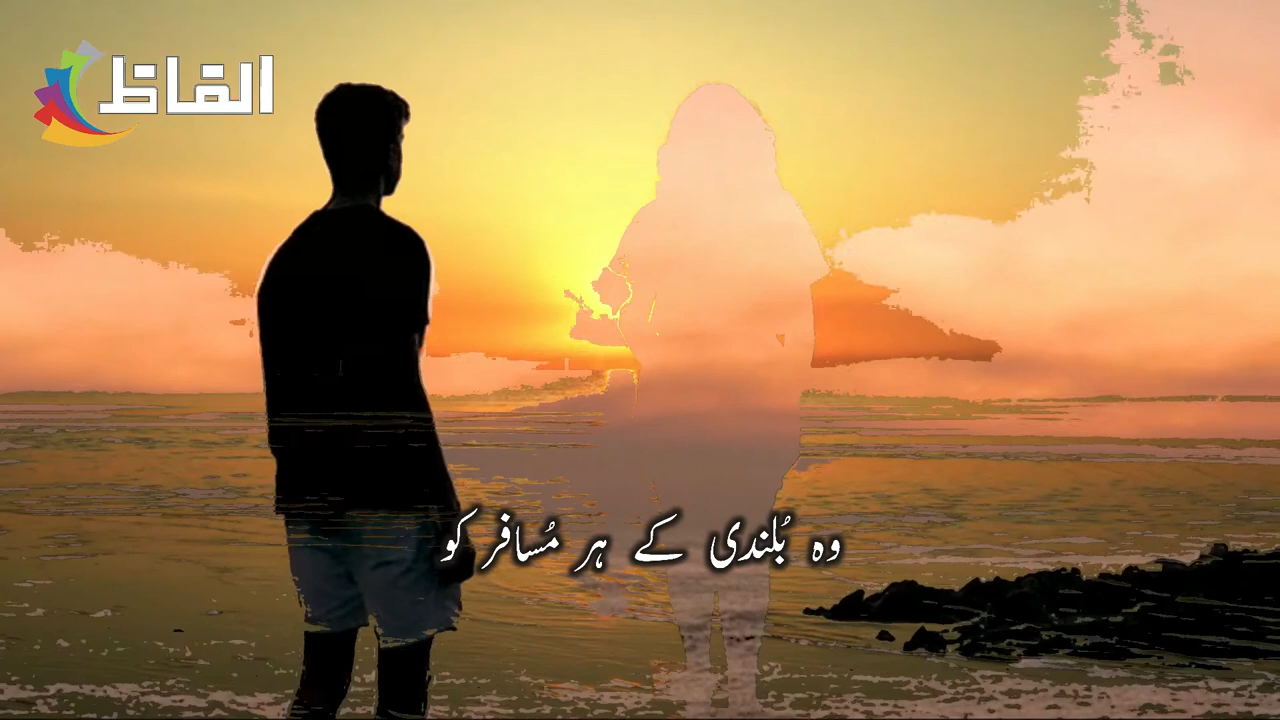 الفاظ
وہ بُلندی کے ہر مُسافر کو